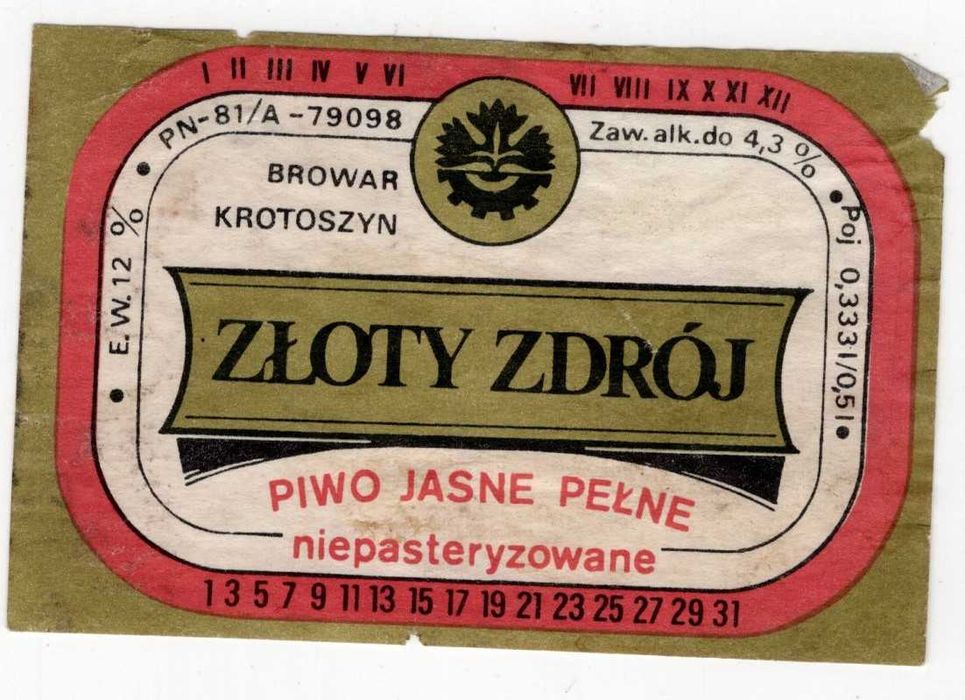 I II III IV V VI VII VIII IX X XI XII
• E.W. 12 % • PN-81/A-79098
Zaw. alk. do 4,3 % • Poj 0,333 l/0,5 l •
BROWAR
KROTOSZYN
ZŁOTY ZDRÓJ
PIWO JASNE PEŁNE
niepasteryzowane
1 3 5 7 9 11 13 15 17 19 21 23 25 27 29 31